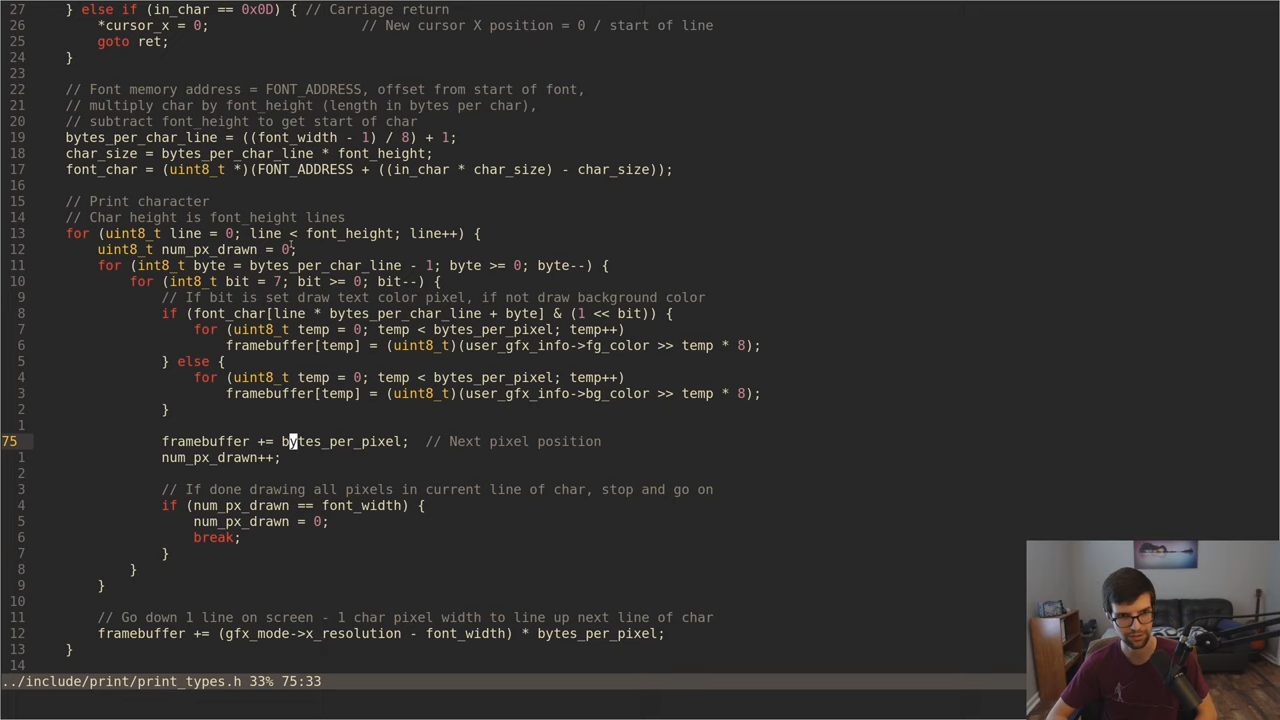 27    } else if (in_char == 0x0D) { // Carriage return
26        *cursor_x = 0;                   // New cursor X position = 0 / start of line
25        goto ret;
24    }
23
22    // Font memory address = FONT_ADDRESS, offset from start of font,
21    // multiply char by font_height (length in bytes per char),
20    // subtract font_height to get start of char
19    bytes_per_char_line = ((font_width - 1) / 8) + 1;
18    char_size = bytes_per_char_line * font_height;
17    font_char = (uint8_t *)(FONT_ADDRESS + ((in_char * char_size) - char_size));
16
15    // Print character
14    // Char height is font_height lines
13    for (uint8_t line = 0; line < font_height; line++) {
12        uint8_t num_px_drawn = 0;
11        for (int8_t byte = bytes_per_char_line - 1; byte >= 0; byte--) {
10            for (int8_t bit = 7; bit >= 0; bit--) {
9                // If bit is set draw text color pixel, if not draw background color
8                if (font_char[line * bytes_per_char_line + byte] & (1 << bit)) {
7                    for (uint8_t temp = 0; temp < bytes_per_pixel; temp++)
6                        framebuffer[temp] = (uint8_t)(user_gfx_info->fg_color >> temp * 8);
5                } else {
4                    for (uint8_t temp = 0; temp < bytes_per_pixel; temp++)
3                        framebuffer[temp] = (uint8_t)(user_gfx_info->bg_color >> temp * 8);
2                }
1
75                framebuffer += bytes_per_pixel;  // Next pixel position
1                num_px_drawn++;
2
3                // If done drawing all pixels in current line of char, stop and go on
4                if (num_px_drawn == font_width) {
5                    num_px_drawn = 0;
6                    break;
7                }
8            }
9        }
10
11        // Go down 1 line on screen - 1 char pixel width to line up next line of char
12        framebuffer += (gfx_mode->x_resolution - font_width) * bytes_per_pixel;
13    }
14
../include/print/print_types.h 33% 75:33